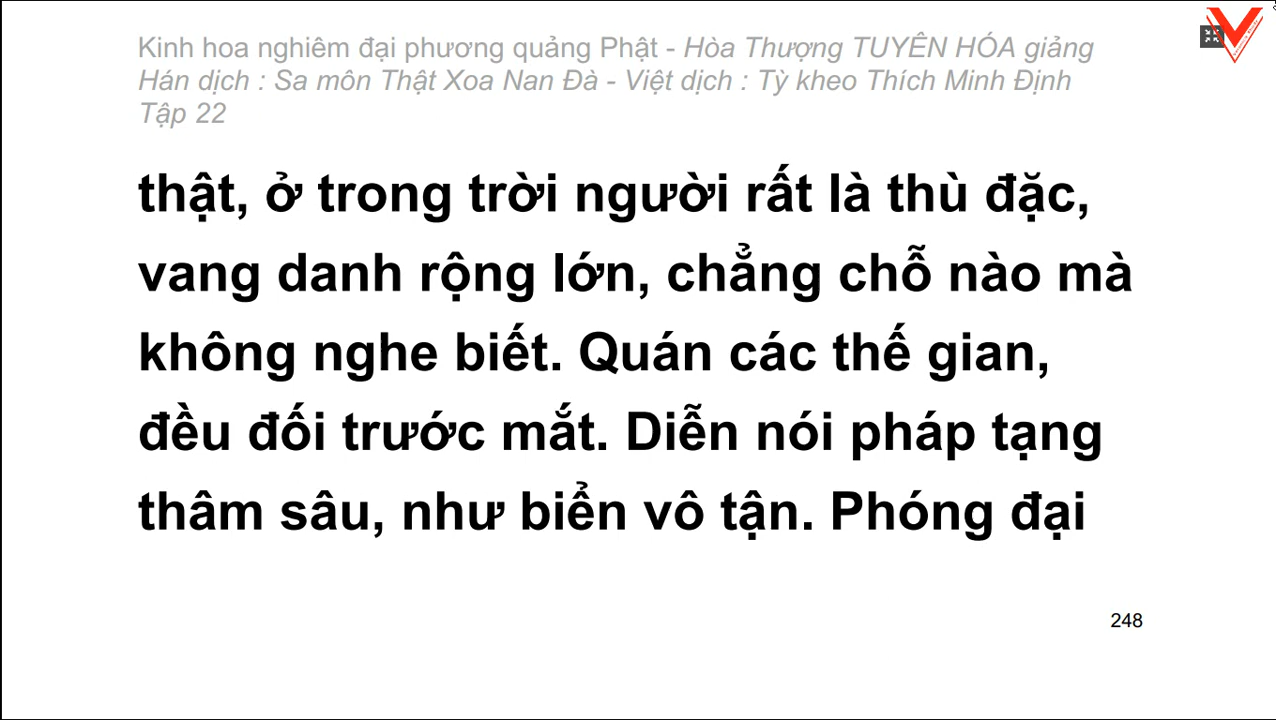 Kinh hoa nghiêm đại phương quảng Phật - Hòa Thượng TUYÊN HÓA giảng
Hán dịch : Sa môn Thật Xoa Nan Đà - Việt dịch : Tỳ kheo Thích Minh Định
Tập 22
thật, ở trong trời người rất là thù đặc,
vang danh rộng lớn, chẳng chỗ nào mà
không nghe biết. Quán các thế gian,
đều đối trước mắt. Diễn nói pháp tạng
thâm sâu, như biển vô tận. Phóng đại
248